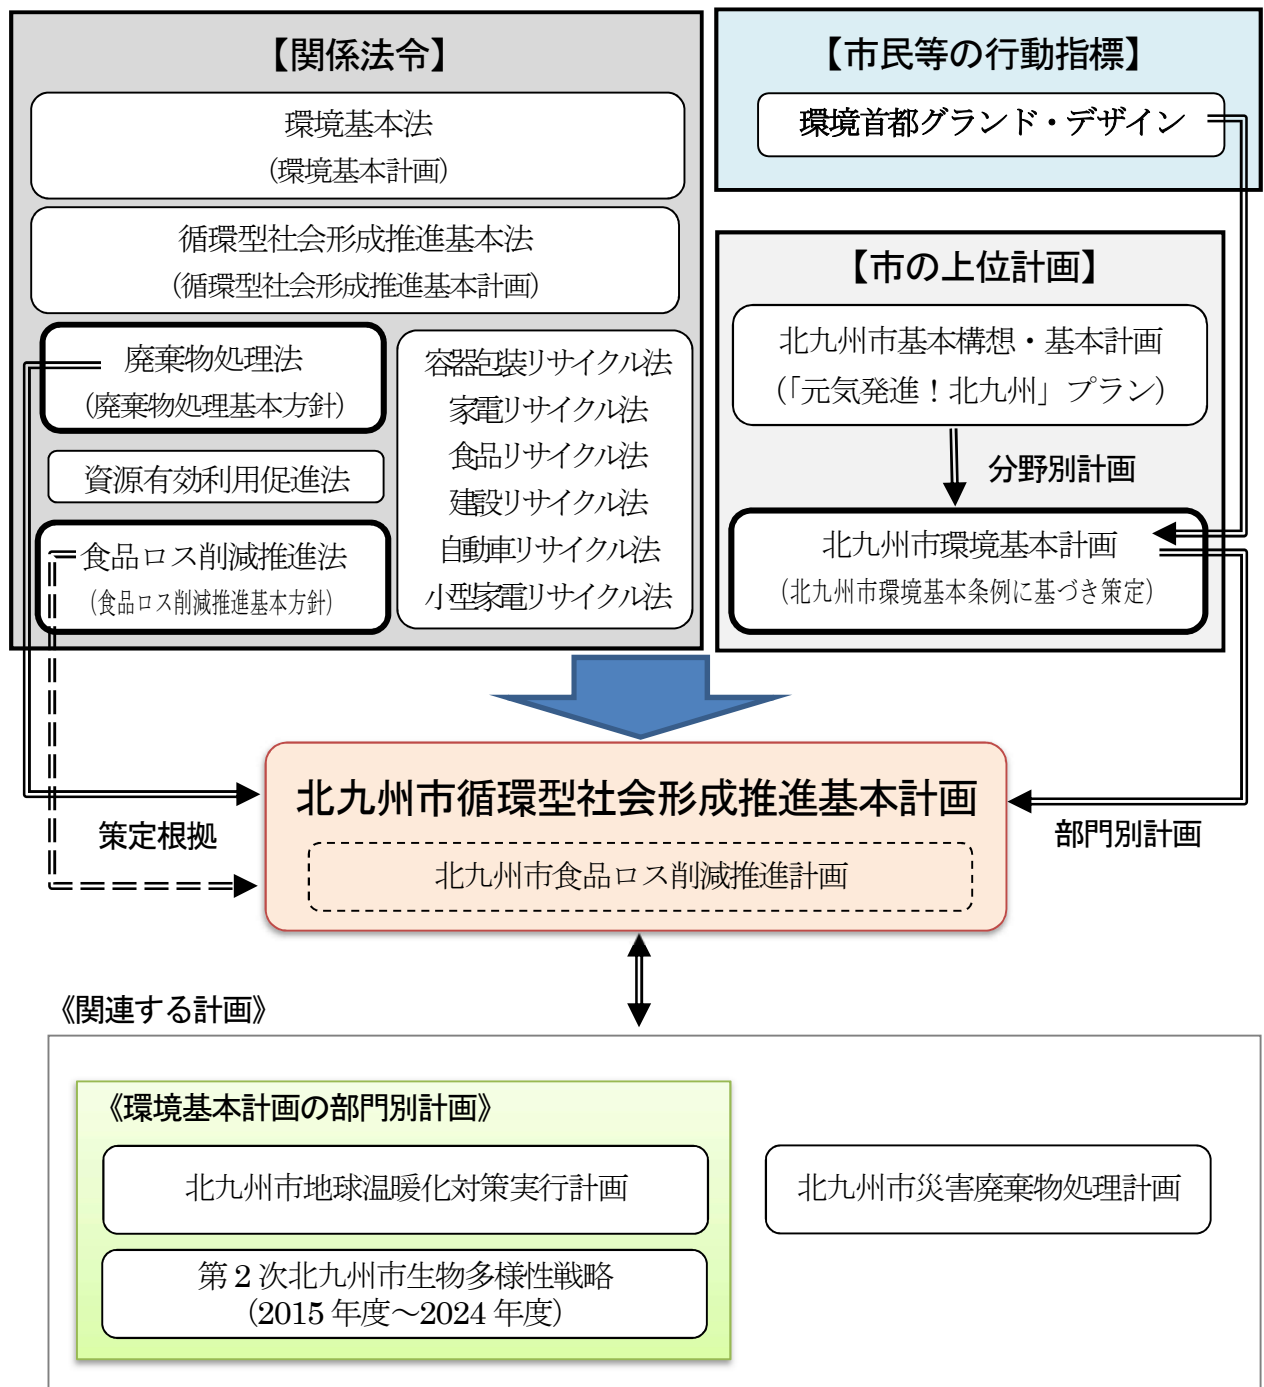 【関係法令】
環境基本法
(環境基本計画)
循環型社会形成推進基本法
(循環型社会形成推進基本計画)
廃棄物処理法
(廃棄物処理基本方針)
資源有効利用促進法
食品ロス削減推進法
(食品ロス削減推進基本方針)
容器包装リサイクル法
家電リサイクル法
食品リサイクル法
建設リサイクル法
自動車リサイクル法
小型家電リサイクル法
【市民等の行動指標】
環境首都グランド・デザイン
【市の上位計画】
北九州市基本構想・基本計画
(「元気発進!北九州」プラン)
分野別計画
北九州市環境基本計画
(北九州市環境基本条例に基づき策定)
北九州市循環型社会形成推進基本計画
北九州市食品ロス削減推進計画
策定根拠
部門別計画
《関連する計画》
《環境基本計画の部門別計画》
北九州市地球温暖化対策実行計画
第2次北九州市生物多様性戦略
(2015年度~2024年度)
北九州市災害廃棄物処理計画